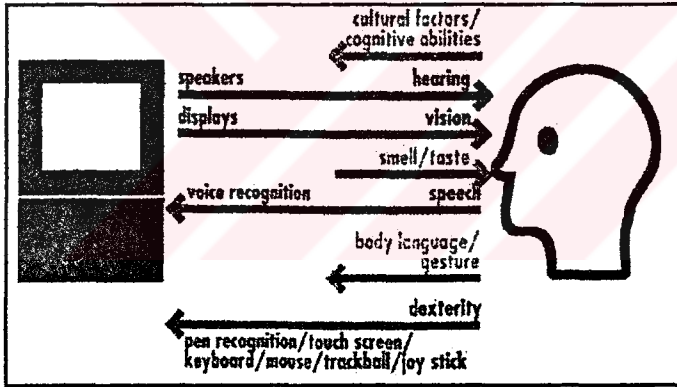 cultural factors/
cognitive abilities
speakers hearing
displays vision
smell/taste
voice recognition speech
body language/
gesture
dexterity
pen recognition/touch screen/
keyboard/mouse/trackball/joy stick